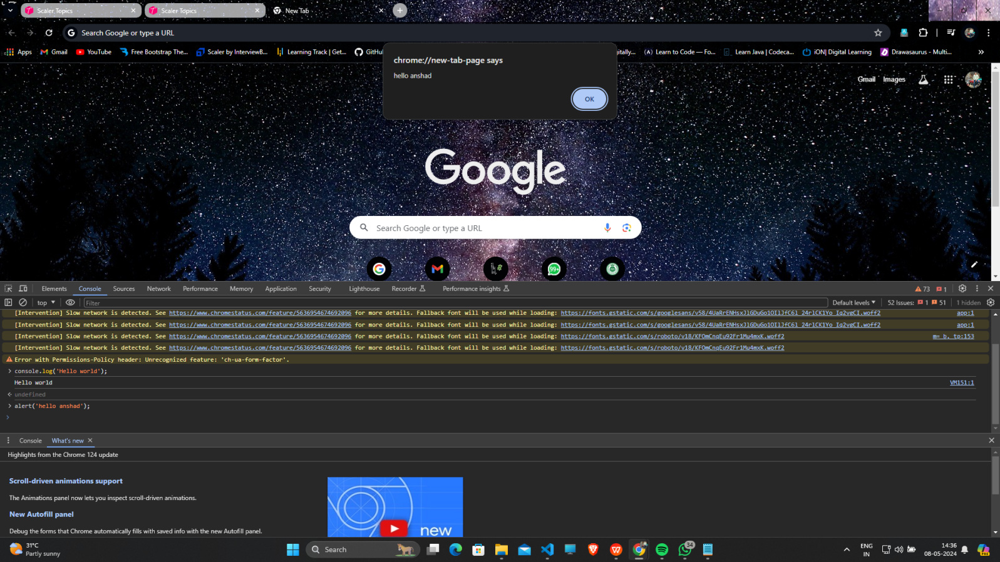 Scaler Topics
Scaler Topics
New Tab
Search Google or type a URL
Apps
Gmail
YouTube
Free Bootstrap The...
Scaler by InterviewB...
Learning Track | Get...
GitHu
gitally...
Learn to Code — Fo...
Learn Java | Codeca...
iON| Digital Learning
Drawasaurus - Multi...
chrome://new-tab-page says
hello anshad
OK
Gmail
Images
Google
Search Google or type a URL
99+
Elements
Console
Sources
Network
Performance
Memory
Application
Security
Lighthouse
Recorder
Performance insights
73
1
top
Filter
Default levels
52 Issues:
1
51
1 hidden
[Intervention] Slow network is detected. See https://www.chromestatus.com/feature/5636954674692096 for more details. Fallback font will be used while loading: https://fonts.gstatic.com/s/googlesans/v58/4UaRrENHsxJlGDuGo1OIlJfC6l_24rlCK1Yo_Iq2vgCI.woff2 app:1
[Intervention] Slow network is detected. See https://www.chromestatus.com/feature/5636954674692096 for more details. Fallback font will be used while loading: https://fonts.gstatic.com/s/googlesans/v58/4UaRrENHsxJlGDuGo1OIlJfC6l_24rlCK1Yo_Iq2vgCI.woff2 app:1
[Intervention] Slow network is detected. See https://www.chromestatus.com/feature/5636954674692096 for more details. Fallback font will be used while loading: https://fonts.gstatic.com/s/roboto/v18/KFOmCnqEu92Fr1Mu4mxK.woff2 m=_b,_tp:153
[Intervention] Slow network is detected. See https://www.chromestatus.com/feature/5636954674692096 for more details. Fallback font will be used while loading: https://fonts.gstatic.com/s/roboto/v18/KFOmCnqEu92Fr1Mu4mxK.woff2
Error with Permissions-Policy header: Unrecognized feature: 'ch-ua-form-factor'.
console.log('Hello world');
Hello world VM151:1
undefined
alert('hello anshad');
Console
What's new
Highlights from the Chrome 124 update
Scroll-driven animations support
The Animations panel now lets you inspect scroll-driven animations.
New Autofill panel
Debug the forms that Chrome automatically fills with saved info with the new Autofill panel.
new
31°C
Partly sunny
Search
34
ENG
IN
14:36
08-05-2024
PRE